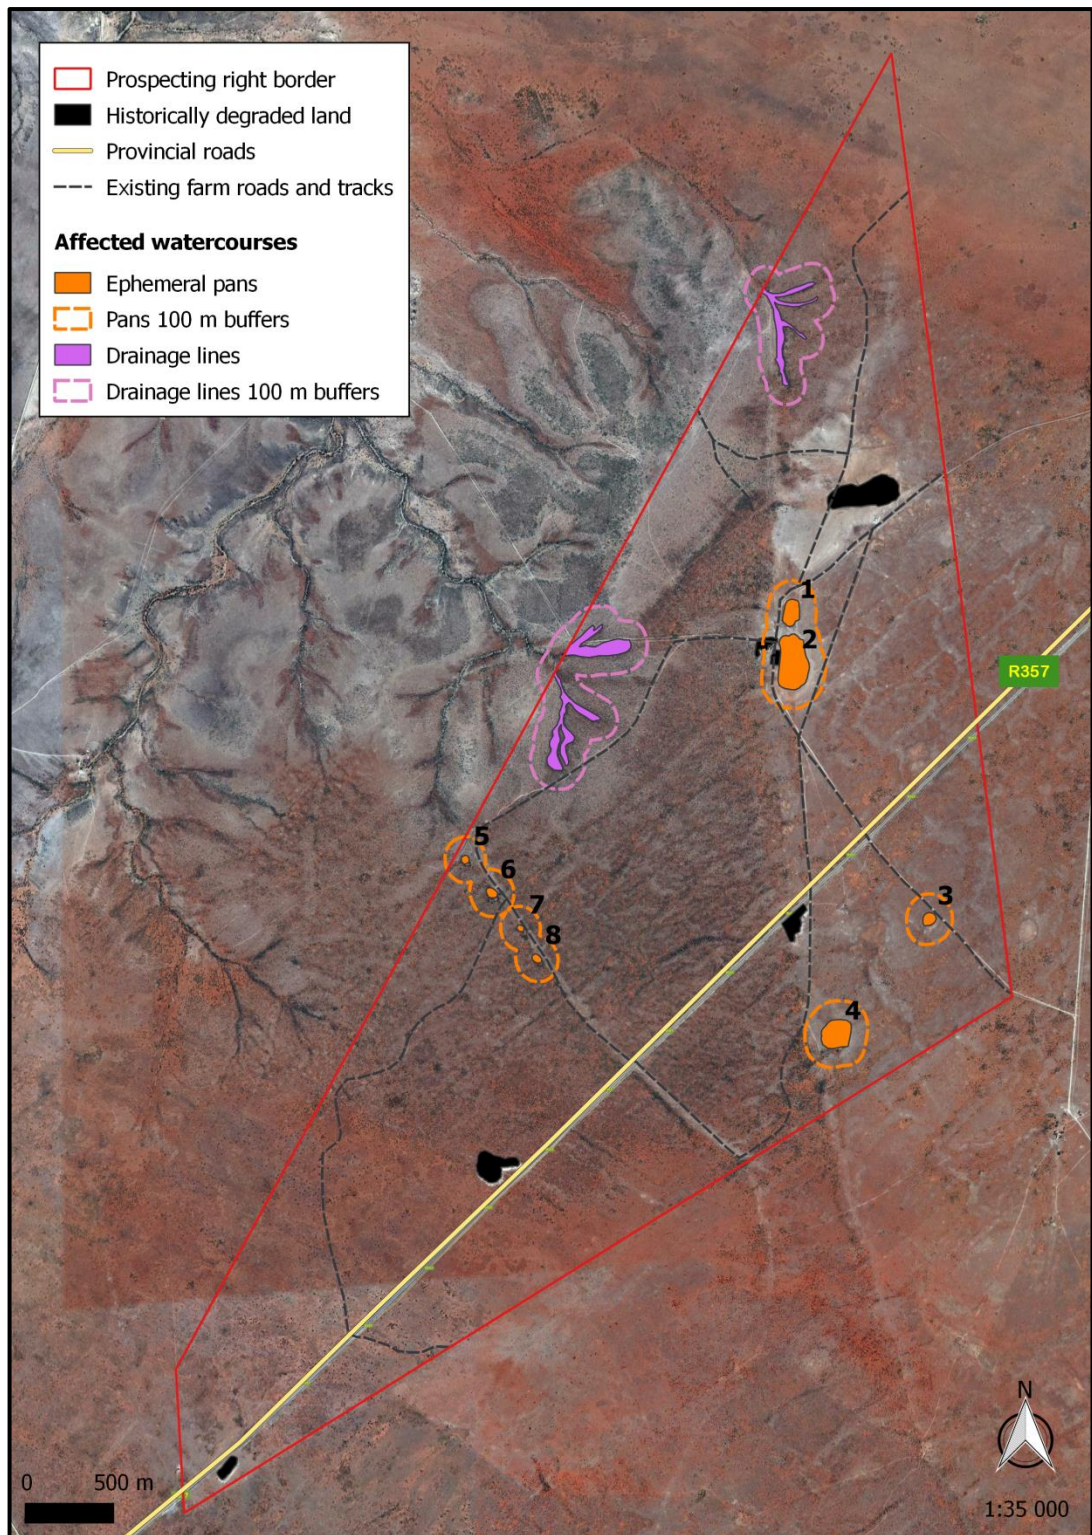 Prospecting right border
Historically degraded land
Provincial roads
Existing farm roads and tracks
Affected watercourses
Ephemeral pans
Pans 100 m buffers
Drainage lines
Drainage lines 100 m buffers
1
2
R357
5
6
7
3
8
4
N
0 500 m
1:35 000